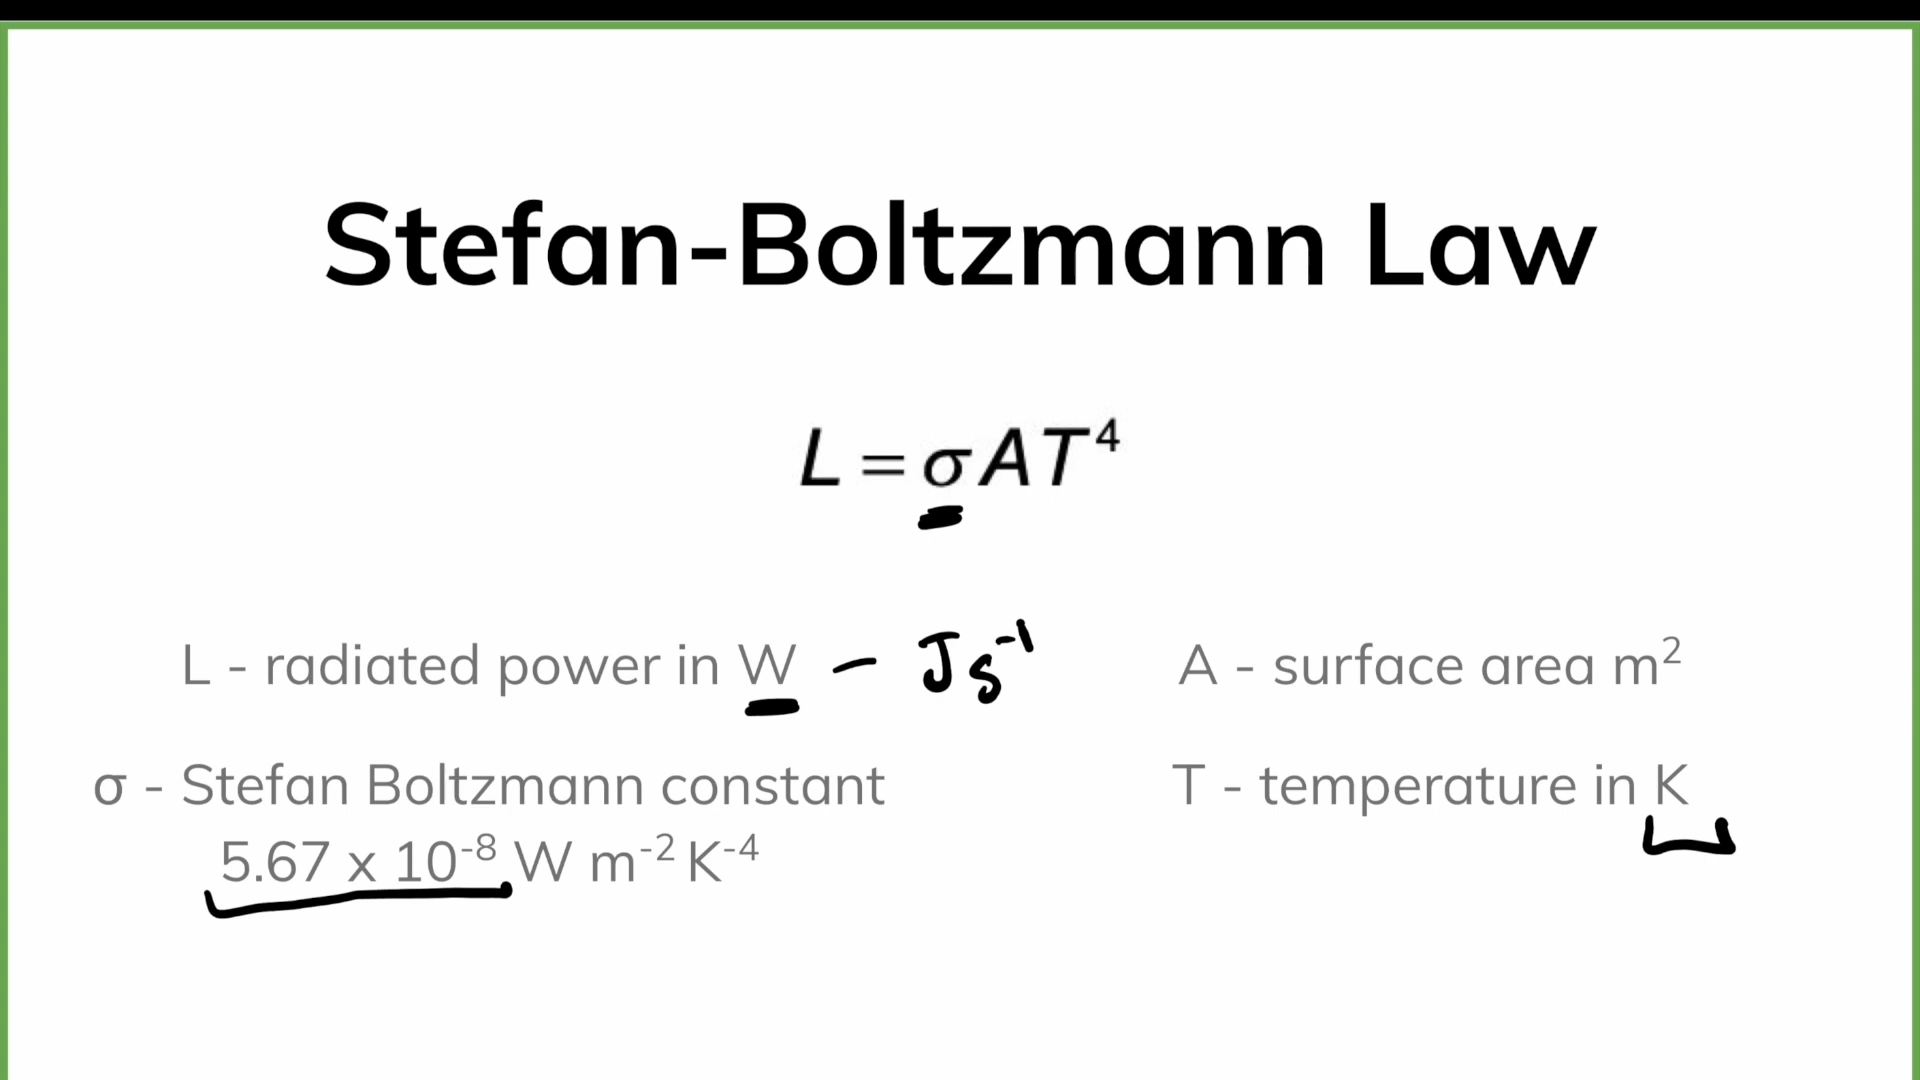 Stefan-Boltzmann Law
L = σAT⁴
L - radiated power in W – Js⁻¹
A - surface area m²
σ - Stefan Boltzmann constant
5.67 x 10⁻⁸ W m⁻² K⁻⁴
T - temperature in K